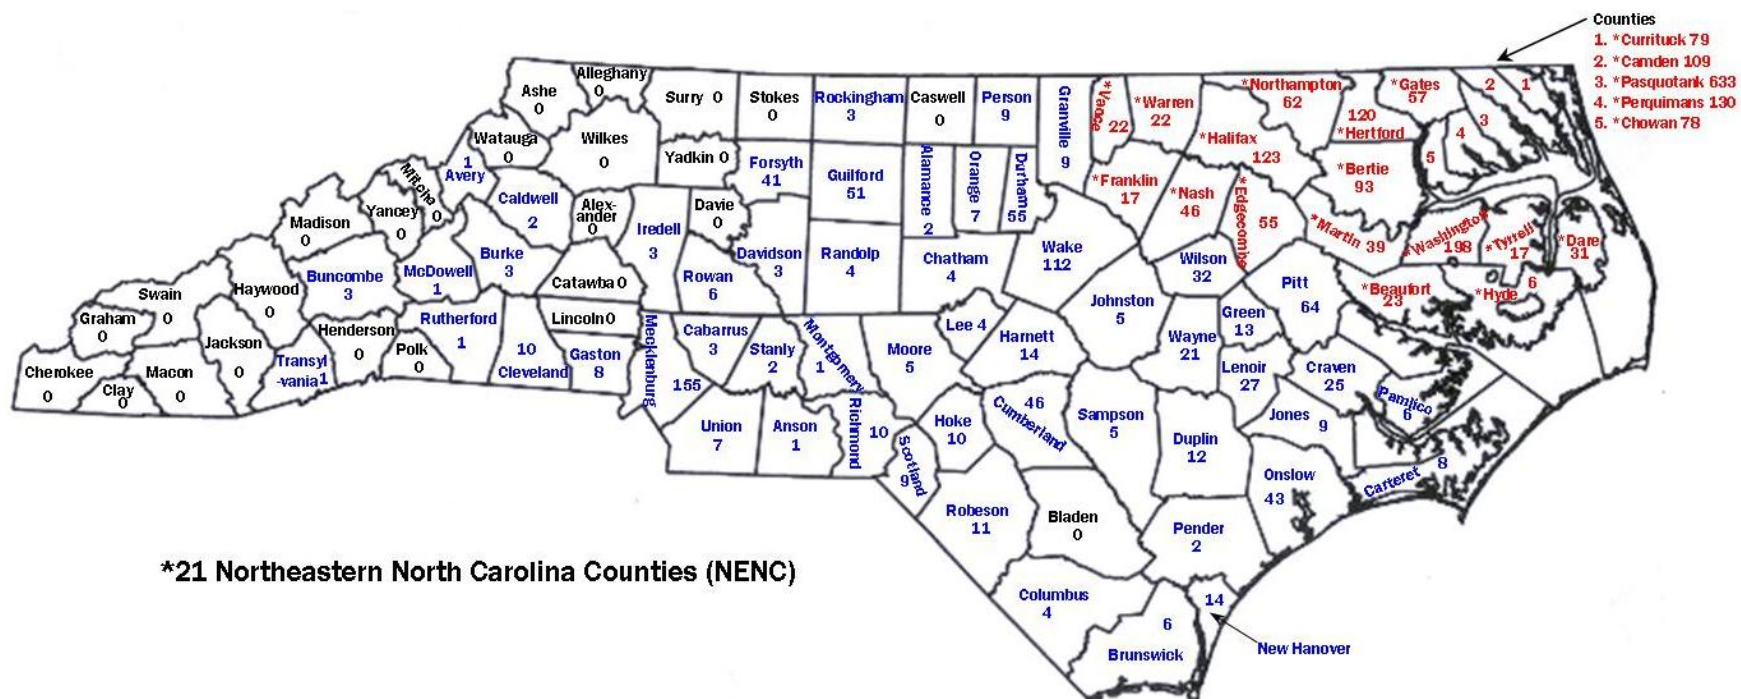 Counties
1. *Currituck 79
2. *Camden 109
3. *Pasquotank 633
4. *Perquimans 130
5. *Chowan 78
Ashe
0
Alleghany
0
Surry 0
Stokes
0
Rockingham
3
Caswell
0
Person
9
Granville
9
*Vance
22
*Warren
22
*Northampton
62
*Gates
57
120
*Hertford
2
1
3
4
5
Watauga
0
Wilkes
0
Yadkin 0
Forsyth
41
Guilford
51
Alamance
2
Orange
7
Durham
55
*Franklin
17
*Halifax
123
*Nash
46
*Edgecombe
55
*Bertie
93
*Martin 39
*Washington
198
*Tyrrell
17
*Dare
31
Mitche
0
1
Avery
Caldwell
2
Alex-
ander
0
Iredell
3
Davie
0
Davidson
3
Randolp
4
Chatham
4
Wake
112
Wilson
32
Pitt
64
*Beaufort
23
*Hyde
6
Madison
0
Yancey
0
Buncombe
3
McDowell
1
Burke
3
Catawba 0
Rowan
6
Johnston
5
Green
13
Swain
0
Haywood
0
Graham
0
Jackson
0
Henderson
0
Rutherford
1
Polk
0
10
Cleveland
Lincoln0
Gaston
8
Mecklenburg
155
Cabarrus
3
Stanly
2
Montgomery
1
Moore
5
Lee 4
Harnett
14
Wayne
21
Lenoir
27
Craven
25
Pamlico
6
Cherokee
0
Clay
0
Macon
0
Transyl
-vania1
Union
7
Anson
1
Richmond
10
Scotland
9
Hoke
10
46
Cumberland
Sampson
5
Duplin
12
Jones
9
Onslow
43
Carteret
8
Robeson
11
Bladen
0
Pender
2
*21 Northeastern North Carolina Counties (NENC)
Columbus
4
6
Brunswick
14
New Hanover